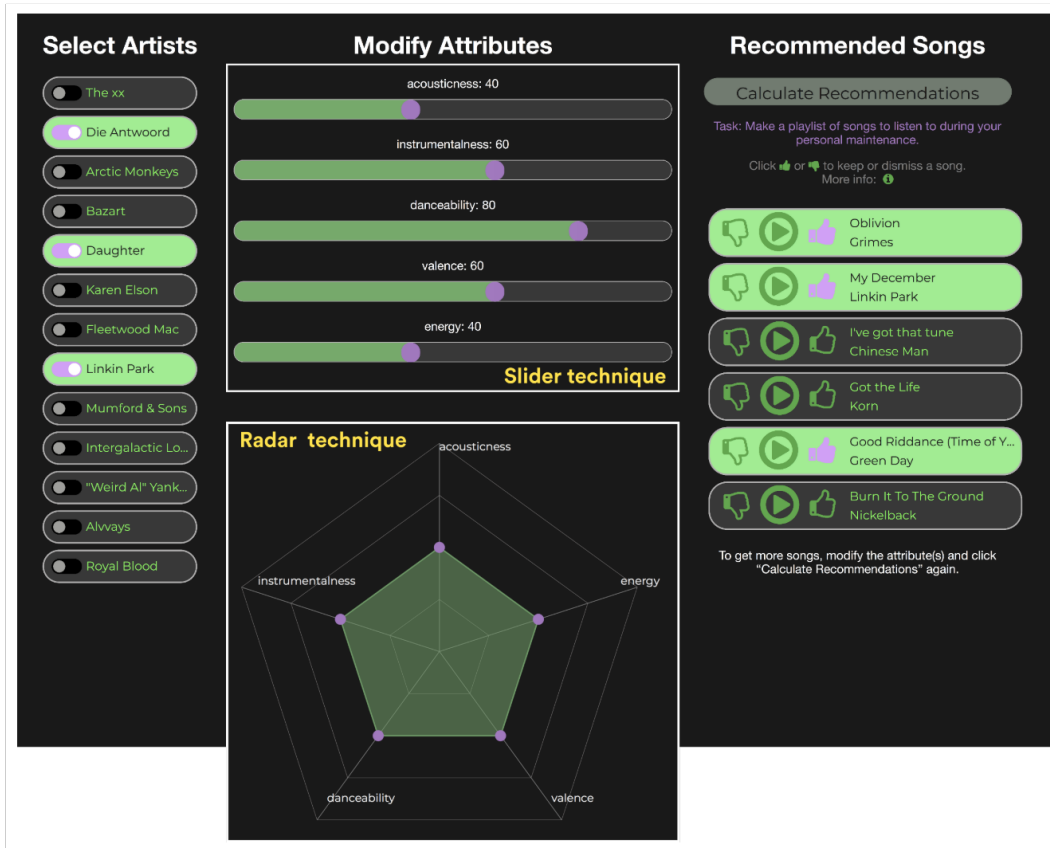 Select Artists
The xx
Die Antwoord
Arctic Monkeys
Bazart
Daughter
Karen Elson
Fleetwood Mac
Linkin Park
Mumford & Sons
Intergalactic Lo...
"Weird Al" Yank...
Alvvays
Royal Blood
Modify Attributes
acousticness: 40
instrumentalness: 60
danceability: 80
valence: 60
energy: 40
Slider technique
Radar technique
acousticness
instrumentalness
energy
danceability
valence
Recommended Songs
Calculate Recommendations
Task: Make a playlist of songs to listen to during your
personal maintenance.
Click or to keep or dismiss a song.
More info:
Oblivion
Grimes
My December
Linkin Park
I've got that tune
Chinese Man
Got the Life
Korn
Good Riddance (Time of Y...
Green Day
Burn It To The Ground
Nickelback
To get more songs, modify the attribute(s) and click
“Calculate Recommendations” again.